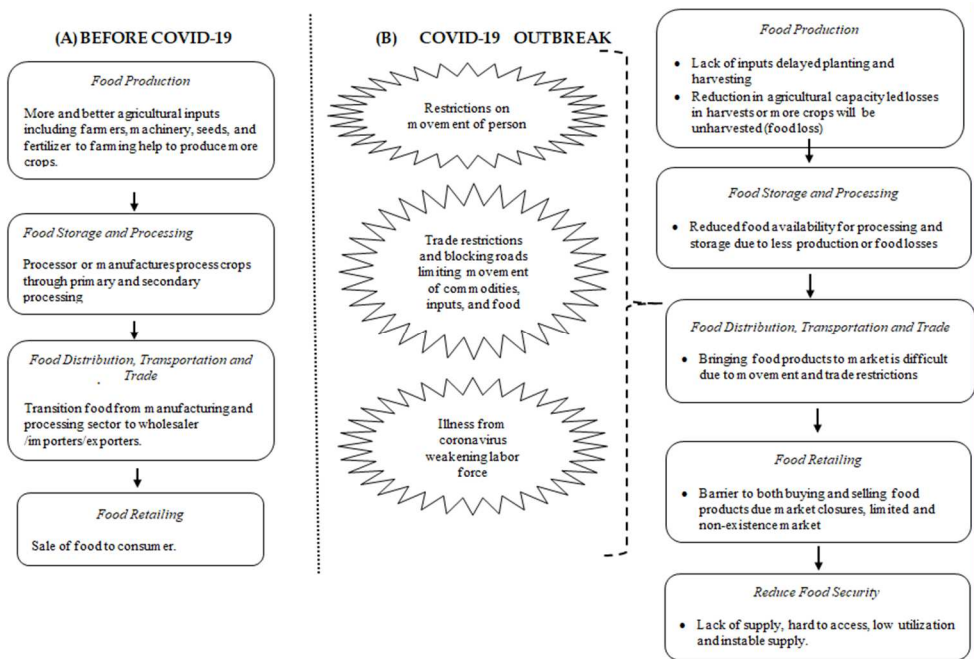 (A) BEFORE COVID-19
Food Production
More and better agricultural inputs
including farmers, machinery, seeds, and
fertilizer to farming help to produce more
crops.
Food Storage and Processing
Processor or manufactures process crops
through primary and secondary
processing
Food Distribution, Transportation and
Trade
Transition food from manufacturing and
processing sector to wholesaler
/importers/exporters.
Food Retailing
Sale of food to consumer.
(B) COVID-19 OUTBREAK
Restrictions on
movement of person
Trade restrictions
and blocking roads
limiting movement
of commodities,
inputs, and food
Illness from
coronavirus
weakening labor
force
Food Production
• Lack of inputs delayed planting and
harvesting
• Reduction in agricultural capacity led losses
in harvests or more crops will be
unharvested (food loss)
Food Storage and Processing
• Reduced food availability for processing and
storage due to less production or food losses
Food Distribution, Transportation and Trade
• Bringing food products to market is difficult
due to movement and trade restrictions
Food Retailing
• Barrier to both buying and selling food
products due market closures, limited and
non-existence market
Reduce Food Security
• Lack of supply, hard to access, low utilization
and instable supply.